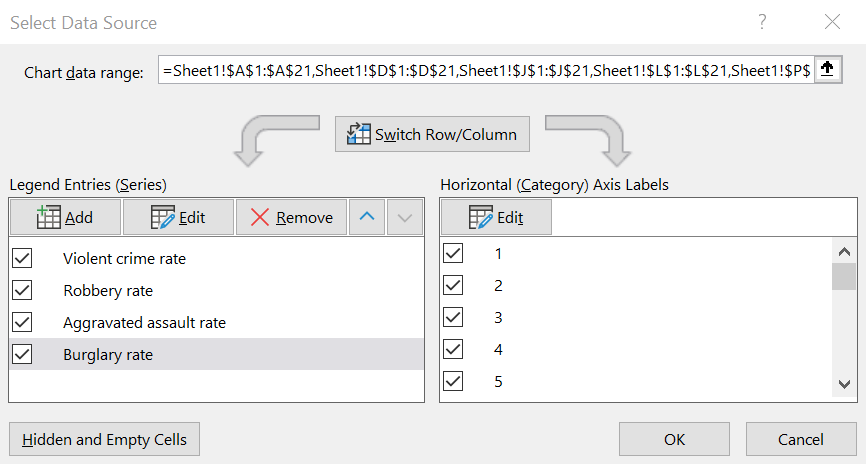 Select Data Source
Chart data range: =Sheet1!$A$1:$A$21,Sheet1!$D$1:$D$21,Sheet1!$J$1:$J$21,Sheet1!$L$1:$L$21,Sheet1!$P$
Switch Row/Column
Legend Entries (Series)
Add Edit Remove
Violent crime rate
Robbery rate
Aggravated assault rate
Burglary rate
Horizontal (Category) Axis Labels
Edit
1
2
3
4
5
Hidden and Empty Cells
OK Cancel